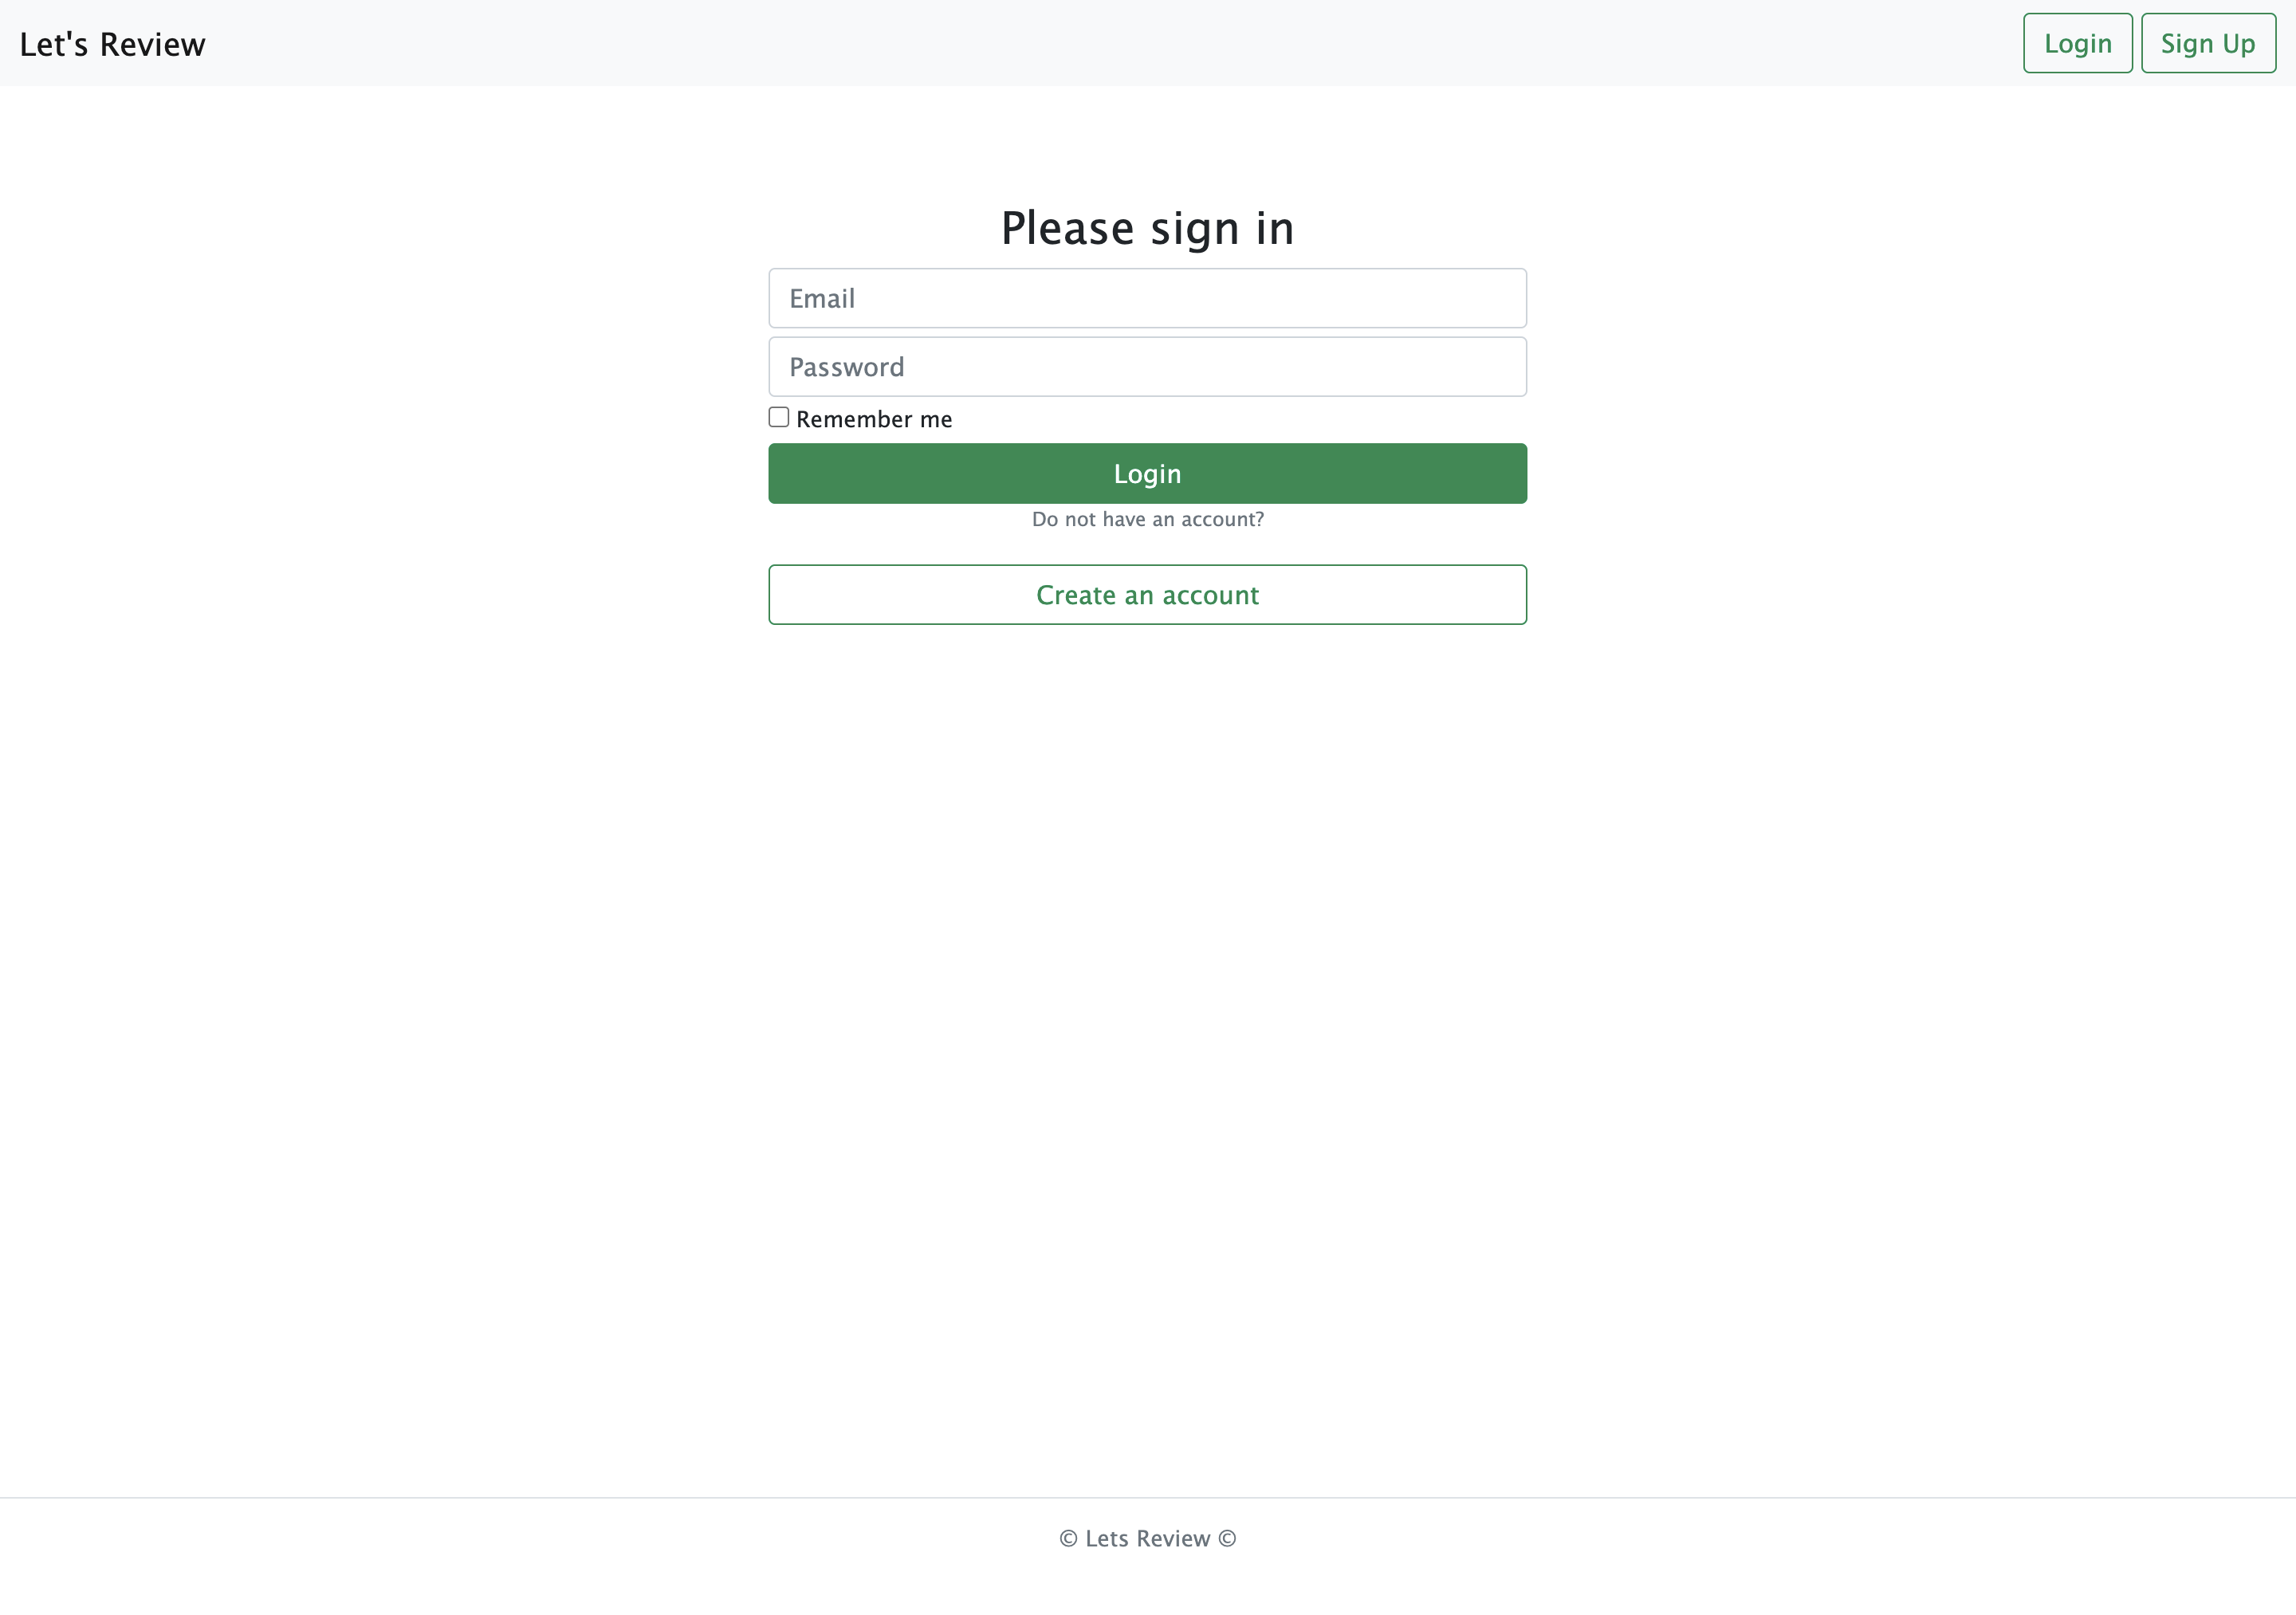 Let's Review
Login
Sign Up
Please sign in
Email
Password
Remember me
Login
Do not have an account?
Create an account
© Lets Review ©